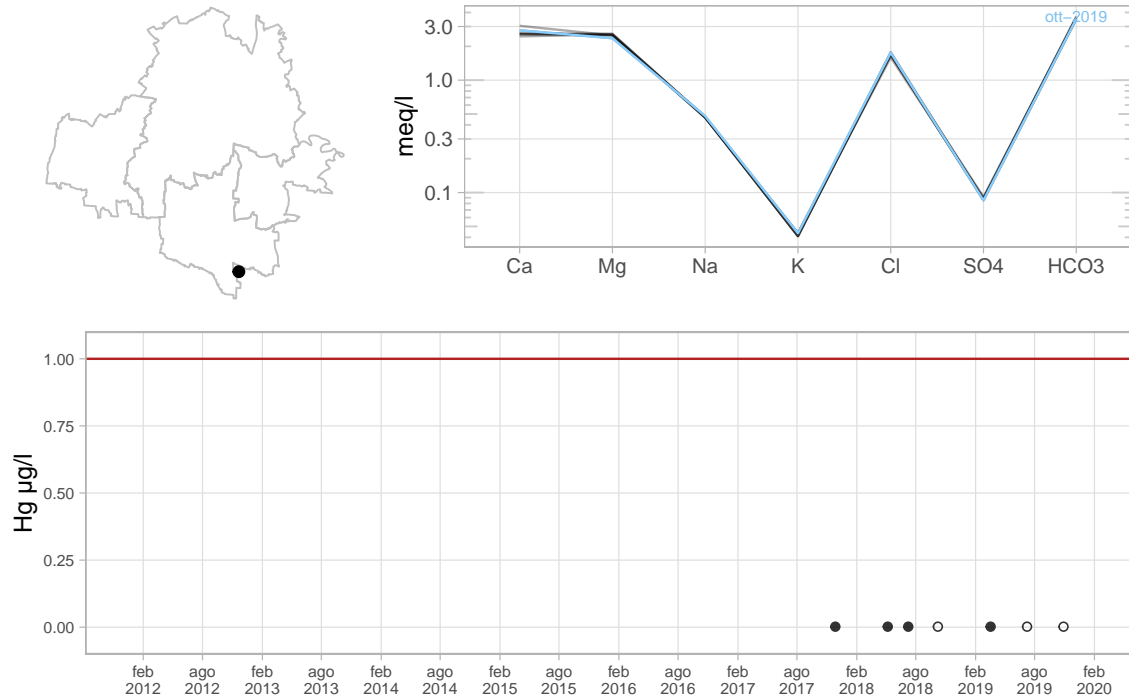 ott−2019
3.0
1.0
0.3
0.1
meq/l
Ca Mg Na K Cl SO4 HCO3
1.00
0.75
0.50
0.25
0.00
Hg µg/l
feb ago feb ago feb ago feb ago feb ago feb ago feb ago feb ago feb
2012 2012 2013 2013 2014 2014 2015 2015 2016 2016 2017 2017 2018 2018 2019 2019 2020